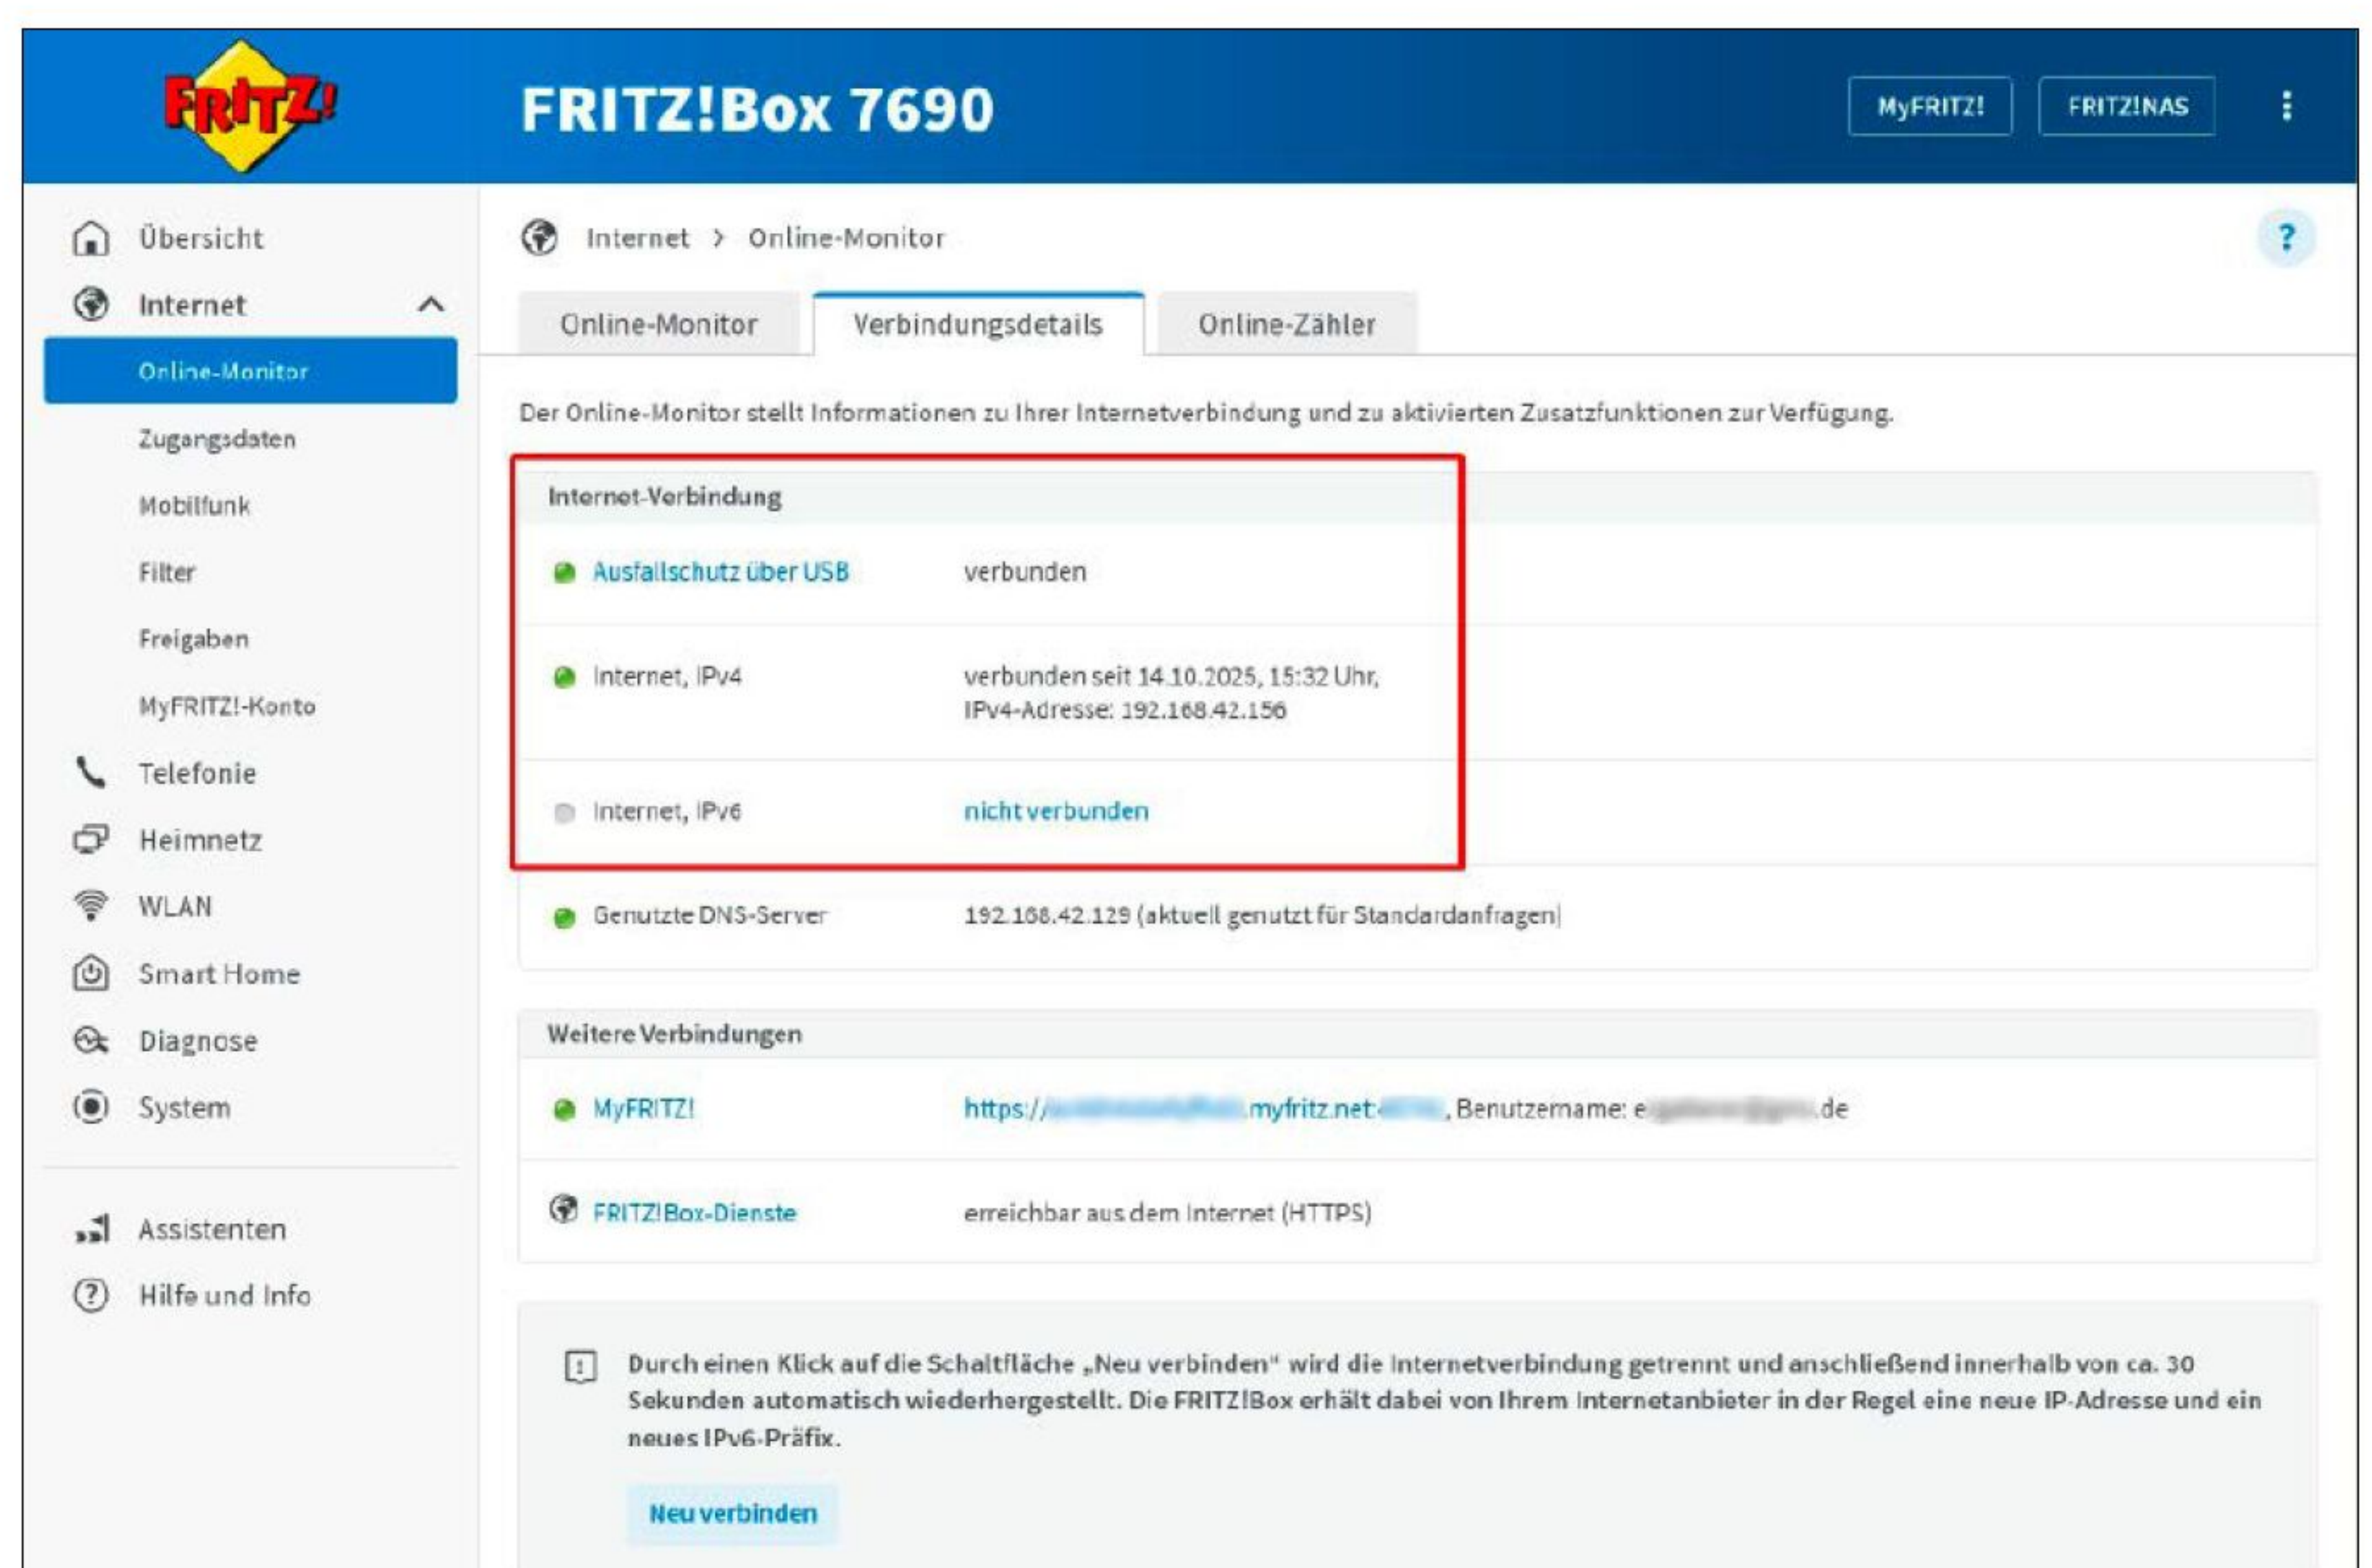 FRITZ!
FRITZ!Box 7690
MyFRITZ!
FRITZ!NAS
Übersicht
Internet
Online-Monitor
Zugangsdaten
Mobilfunk
Filter
Freigaben
MyFRITZ!-Konto
Telefonie
Heimnetz
WLAN
Smart Home
Diagnose
System
Assistenten
Hilfe und Info
Internet > Online-Monitor
?
Online-Monitor
Verbindungsdetails
Online-Zähler
Der Online-Monitor stellt Informationen zu Ihrer Internetverbindung und zu aktivierten Zusatzfunktionen zur Verfügung.
Internet-Verbindung
Ausfallschutz über USB verbunden
Internet, IPv4 verbunden seit 14.10.2025, 15:32 Uhr,
IPv4-Adresse: 192.168.42.156
Internet, IPv6 nicht verbunden
Genutzte DNS-Server 192.168.42.129 (aktuell genutzt für Standardanfragen)
Weitere Verbindungen
MyFRITZ! https:// .myfritz.net: , Benutzername: e .de
FRITZ!Box-Dienste erreichbar aus dem Internet (HTTPS)
Durch einen Klick auf die Schaltfläche „Neu verbinden“ wird die Internetverbindung getrennt und anschließend innerhalb von ca. 30
Sekunden automatisch wiederhergestellt. Die FRITZ!Box erhält dabei von Ihrem Internetanbieter in der Regel eine neue IP-Adresse und ein
neues IPv6-Präfix.
Neu verbinden